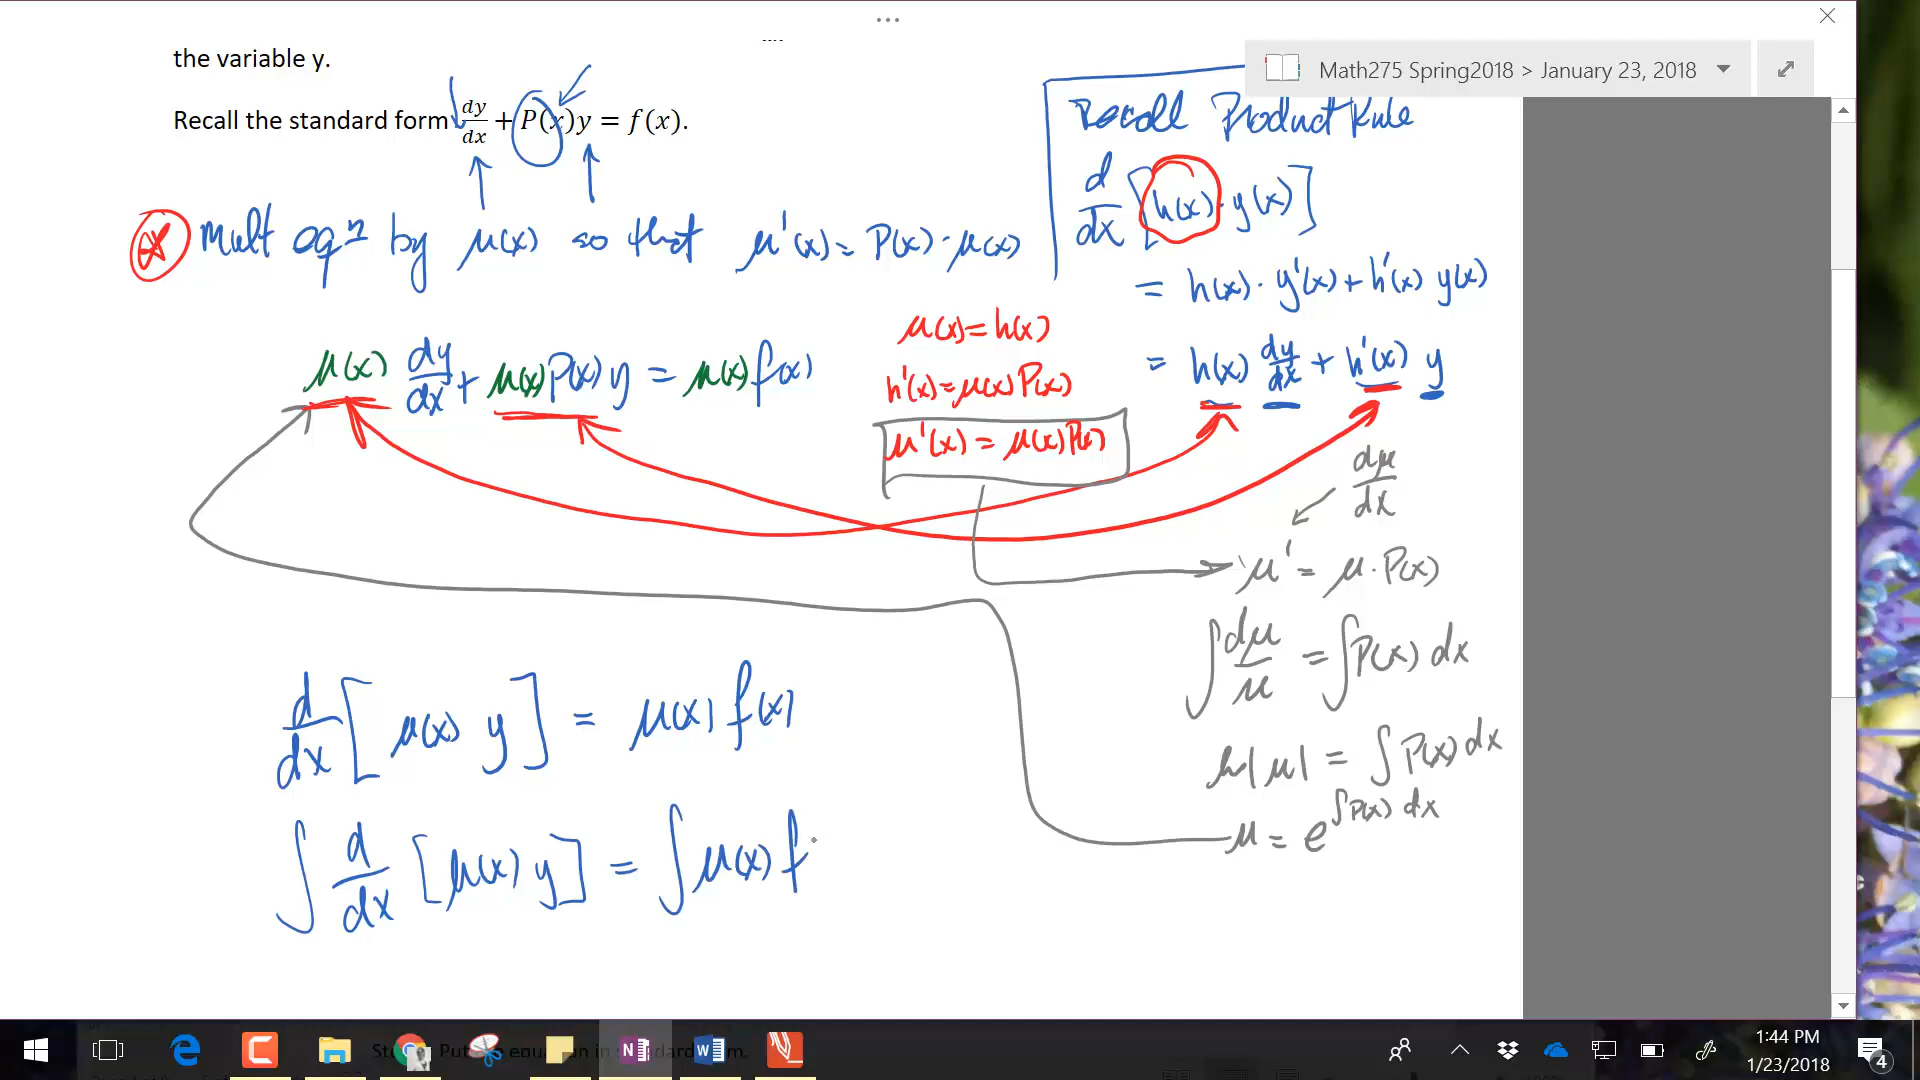 the variable y.
Math275 Spring2018 > January 23, 2018
Recall the standard form dy/dx + P(x)y = f(x).
Recall Product Rule
d/dx [h(x)·y(x)]
= h(x)·y'(x) + h'(x) y(x)
= h(x) dy/dx + h'(x) y
Mult eqn by μ(x) so that μ'(x) = P(x)·μ(x)
μ(x) dy/dx + μ(x)P(x)y = μ(x)f(x)
μ(x) = h(x)
h'(x) = μ(x)P(x)
μ'(x) = μ(x)P(x)
dμ/dx
μ' = μ·P(x)
∫ dμ/μ = ∫P(x) dx
ln|μ| = ∫P(x) dx
μ = e^∫P(x) dx
d/dx [μ(x) y] = μ(x) f(x)
∫ d/dx [μ(x) y] = ∫μ(x) f
1:44 PM
1/23/2018
4